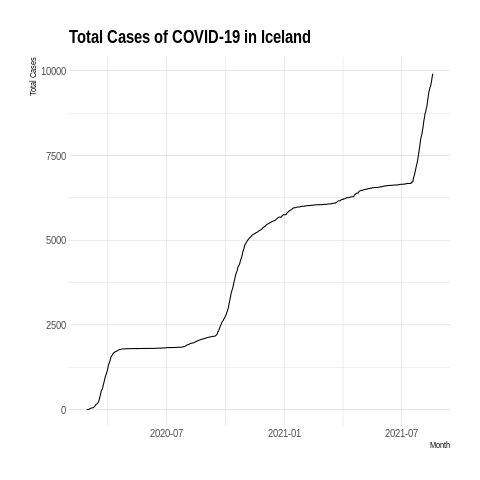 Total Cases of COVID-19 in Iceland
Total Cases
10000
7500
5000
2500
0
2020-07
2021-01
2021-07
Month